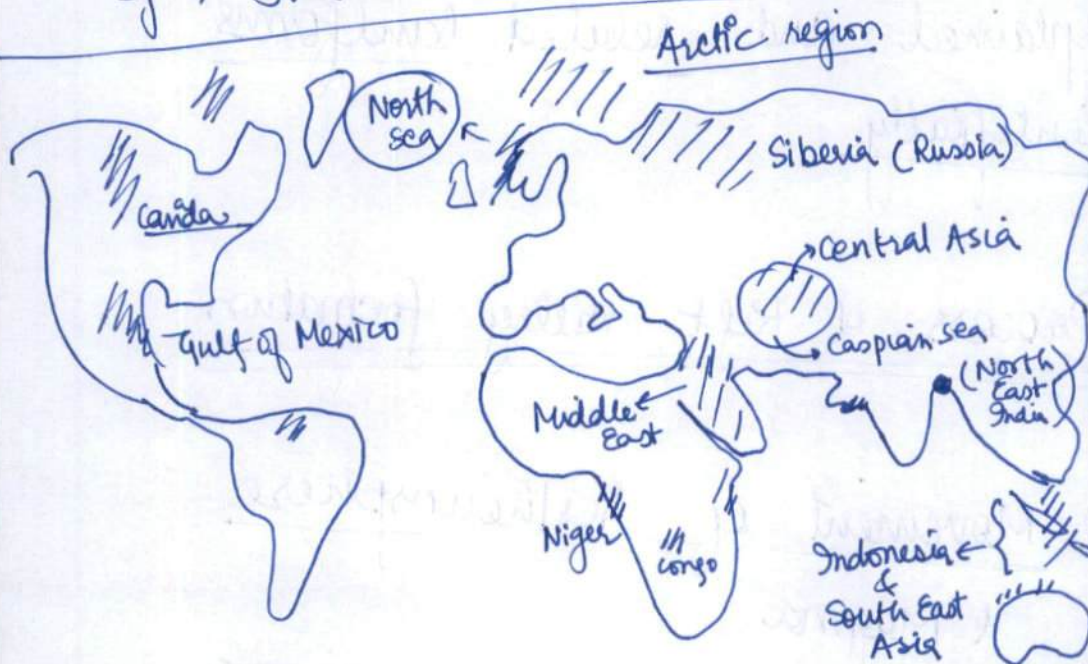 Arctic region
North
sea
Siberia (Russia)
Canada
Central Asia
Caspian sea
Gulf of Mexico
(North
East
India)
Middle
East
Niger
Congo
Indonesia
&
South East
Asia